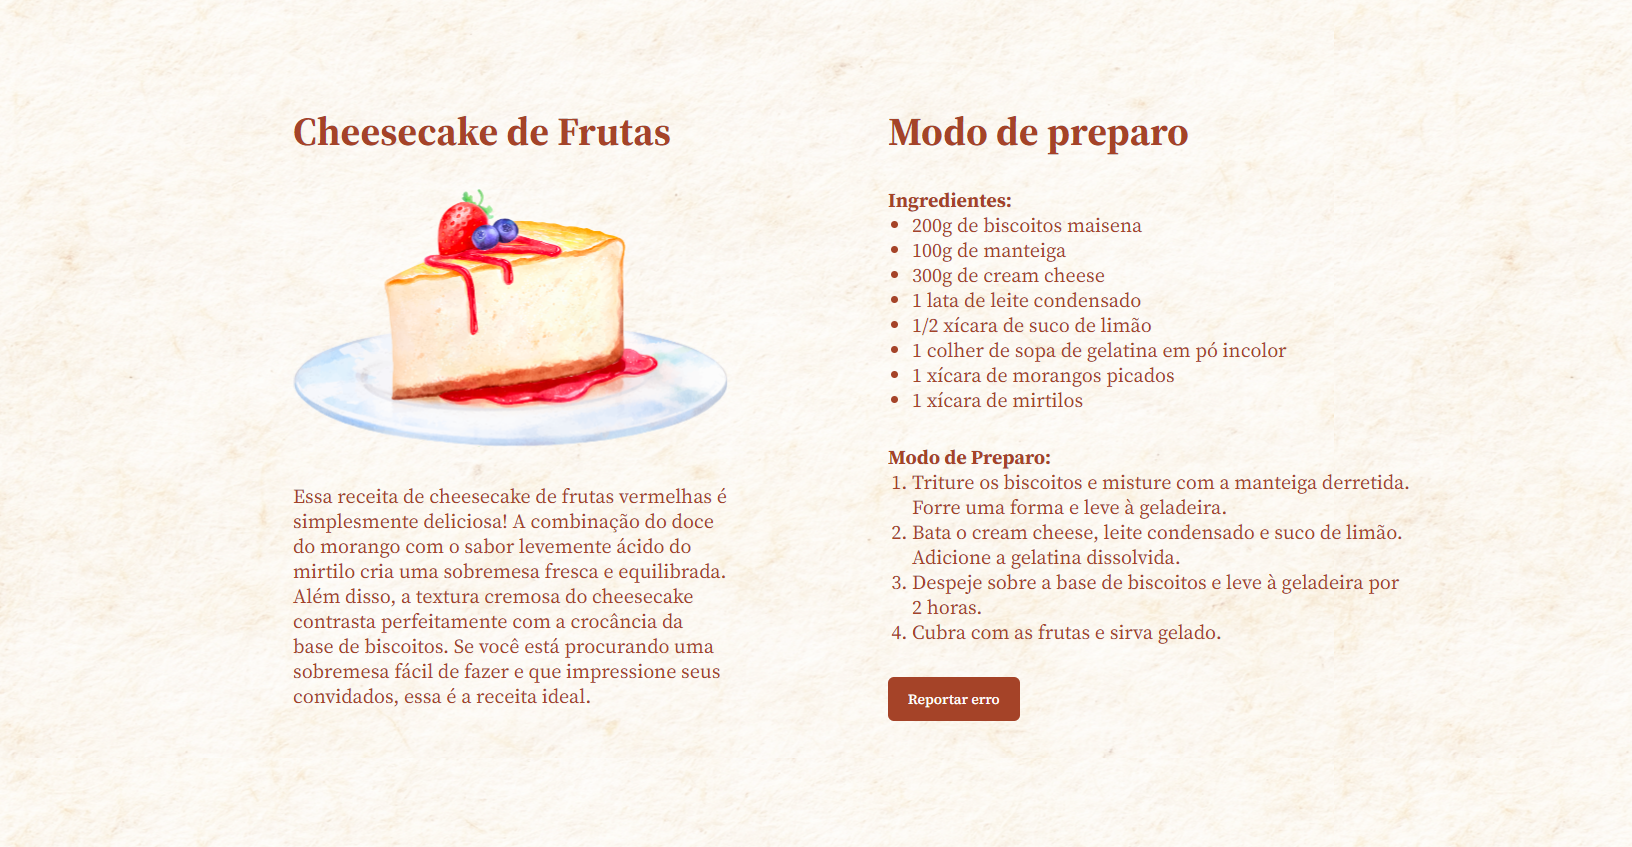 Cheesecake de Frutas
Essa receita de cheesecake de frutas vermelhas é
simplesmente deliciosa! A combinação do doce
do morango com o sabor levemente ácido do
mirtilo cria uma sobremesa fresca e equilibrada.
Além disso, a textura cremosa do cheesecake
contrasta perfeitamente com a crocância da
base de biscoitos. Se você está procurando uma
sobremesa fácil de fazer e que impressione seus
convidados, essa é a receita ideal.
Modo de preparo
Ingredientes:
• 200g de biscoitos maisena
• 100g de manteiga
• 300g de cream cheese
• 1 lata de leite condensado
• 1/2 xícara de suco de limão
• 1 colher de sopa de gelatina em pó incolor
• 1 xícara de morangos picados
• 1 xícara de mirtilos
Modo de Preparo:
1. Triture os biscoitos e misture com a manteiga derretida.
Forre uma forma e leve à geladeira.
2. Bata o cream cheese, leite condensado e suco de limão.
Adicione a gelatina dissolvida.
3. Despeje sobre a base de biscoitos e leve à geladeira por
2 horas.
4. Cubra com as frutas e sirva gelado.
Reportar erro